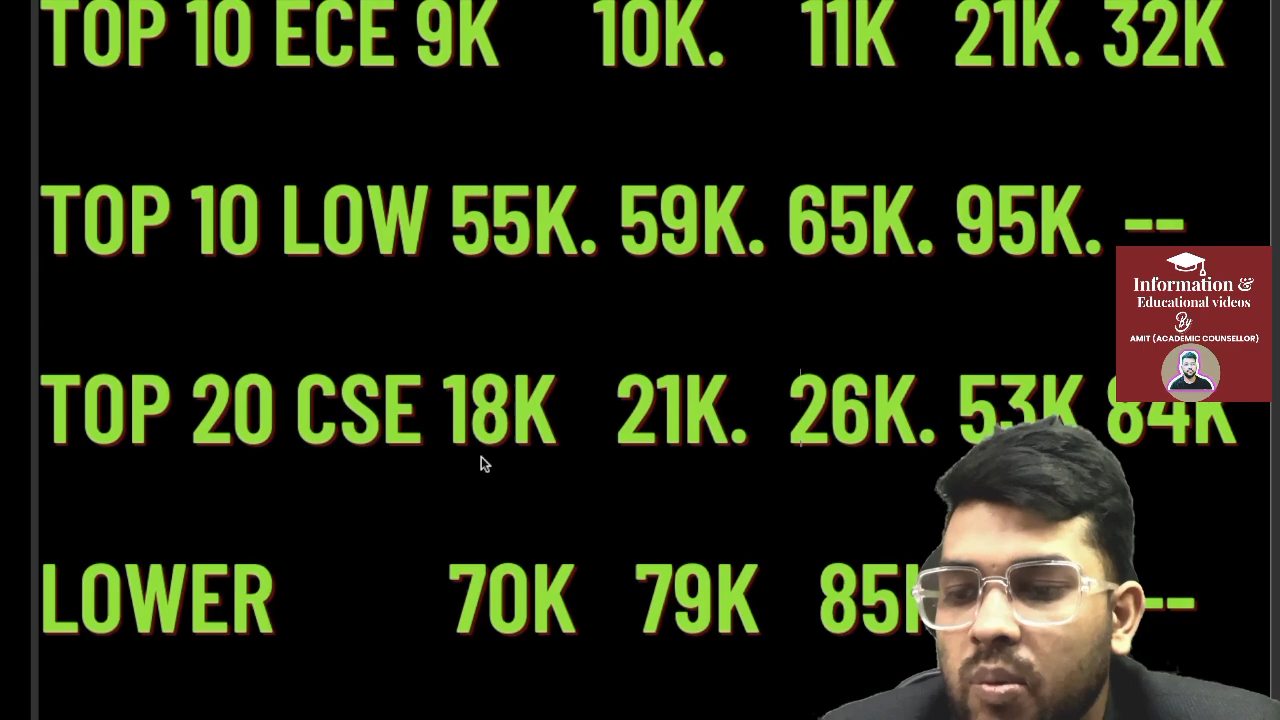 TOP 10 ECE 9K 10K. 11K 21K. 32K
TOP 10 LOW 55K. 59K. 65K. 95K. --
Information &
Educational videos
By
AMIT (ACADEMIC COUNSELLOR)
TOP 20 CSE 18K 21K. 26K. 53K 84K
LOWER 70K 79K 85K --